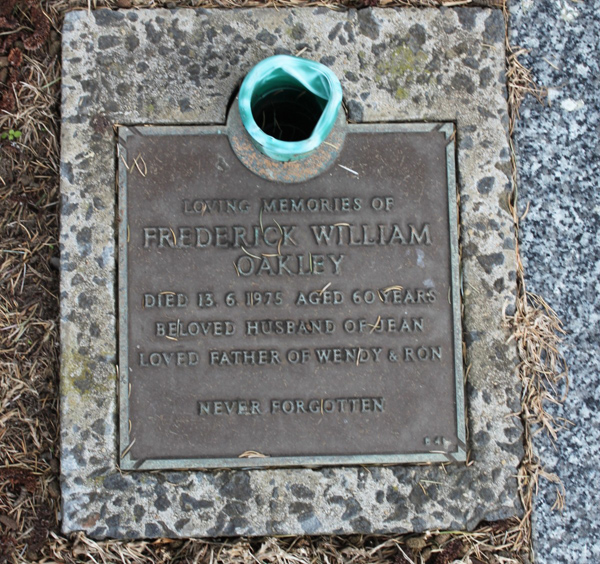 LOVING MEMORIES OF
FREDERICK WILLIAM
OAKLEY
DIED 13. 6. 1975 AGED 60 YEARS
BELOVED HUSBAND OF JEAN
LOVED FATHER OF WENDY & RON
NEVER FORGOTTEN